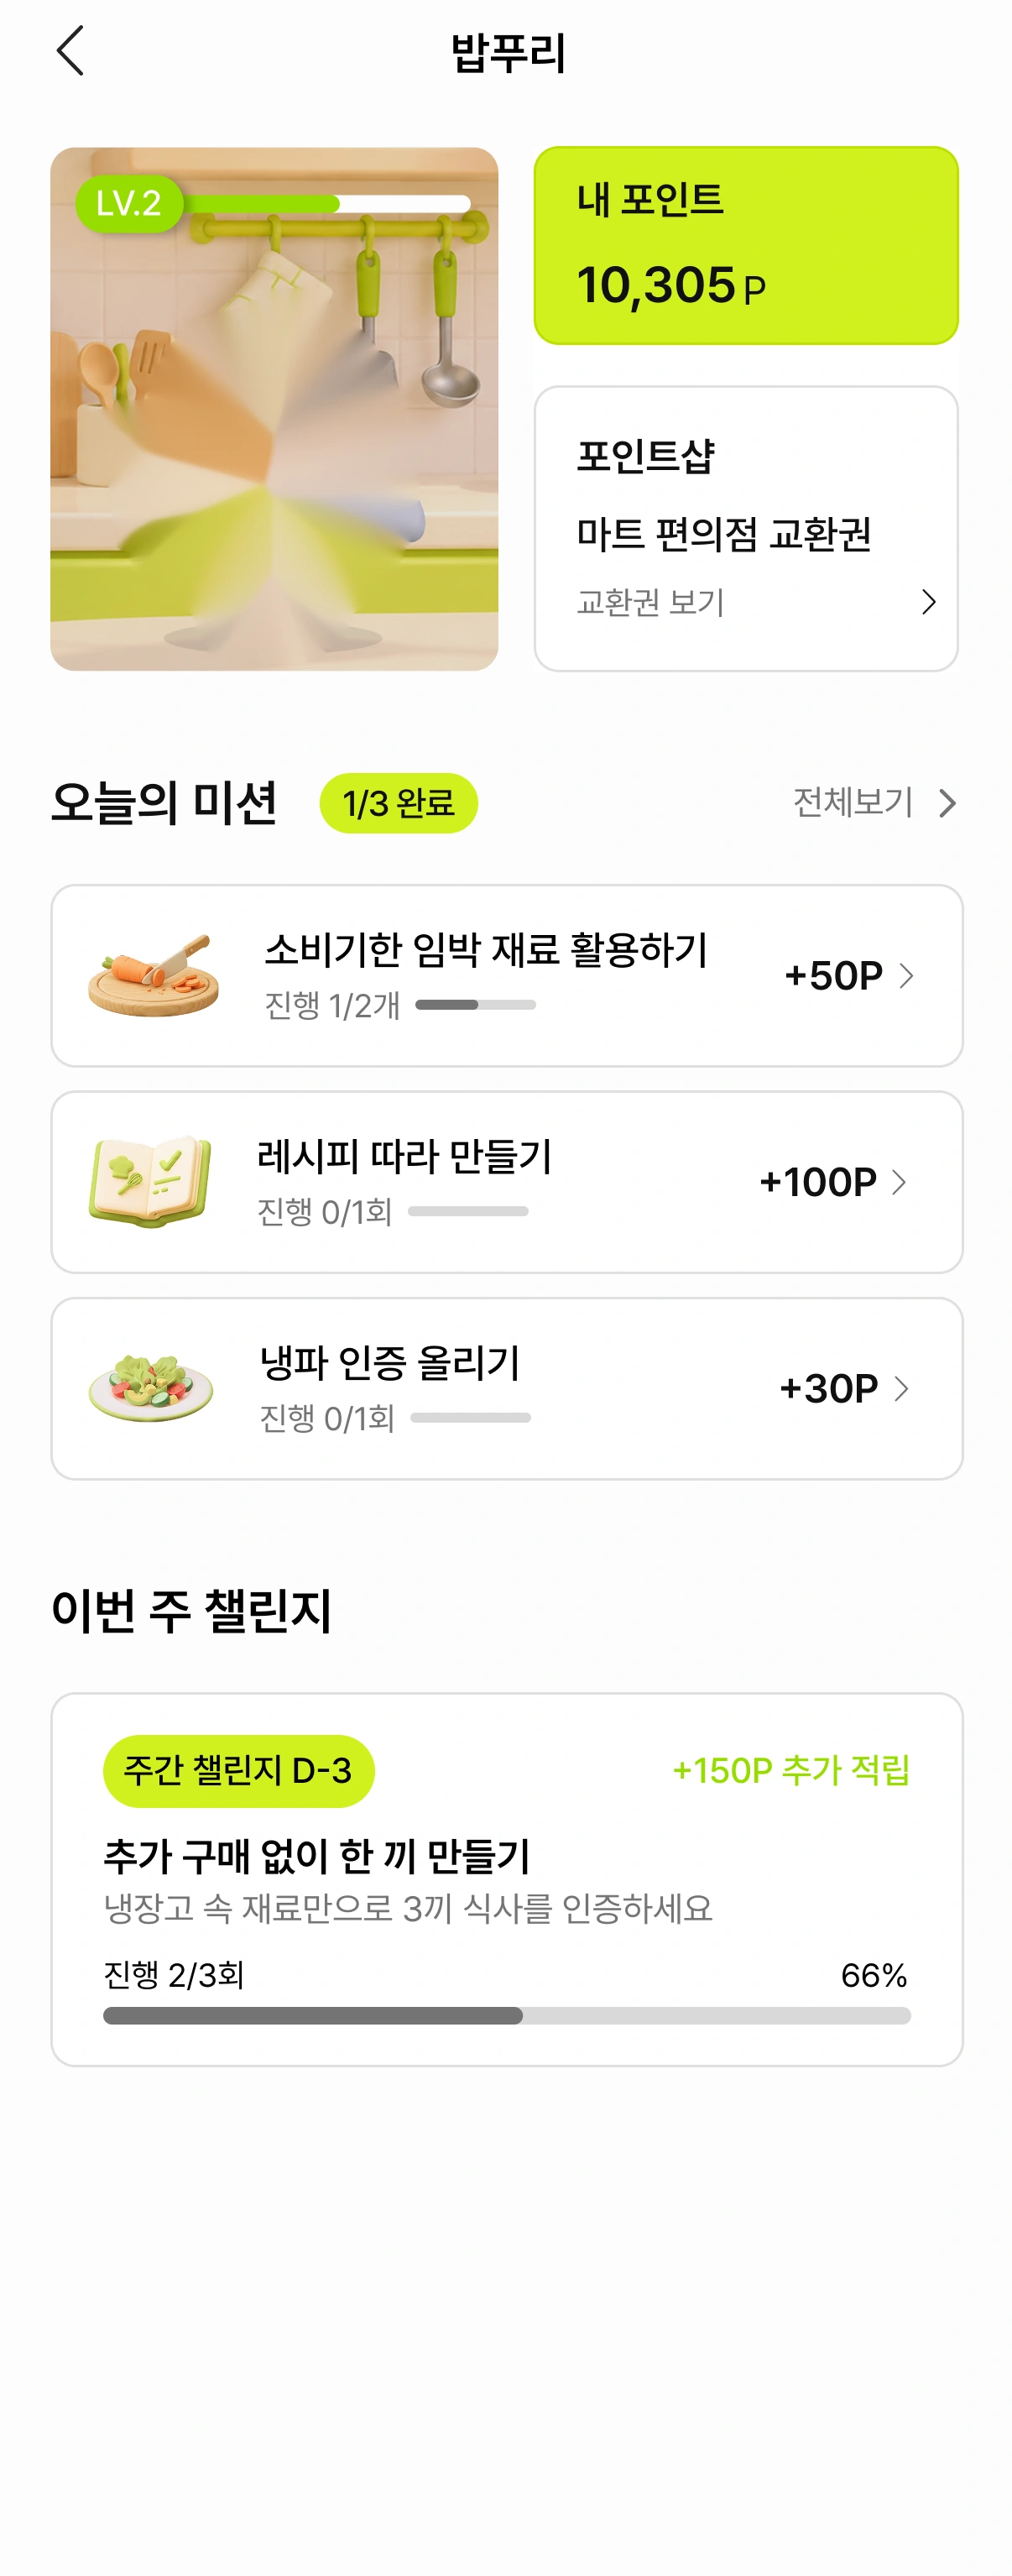 밥푸리
LV.2
내 포인트
10,305 P
포인트샵
마트 편의점 교환권
교환권 보기
오늘의 미션
1/3 완료
전체보기
소비기한 임박 재료 활용하기
진행 1/2개
+50P
레시피 따라 만들기
진행 0/1회
+100P
냉파 인증 올리기
진행 0/1회
+30P
이번 주 챌린지
주간 챌린지 D-3
+150P 추가 적립
추가 구매 없이 한 끼 만들기
냉장고 속 재료만으로 3끼 식사를 인증하세요
진행 2/3회
66%